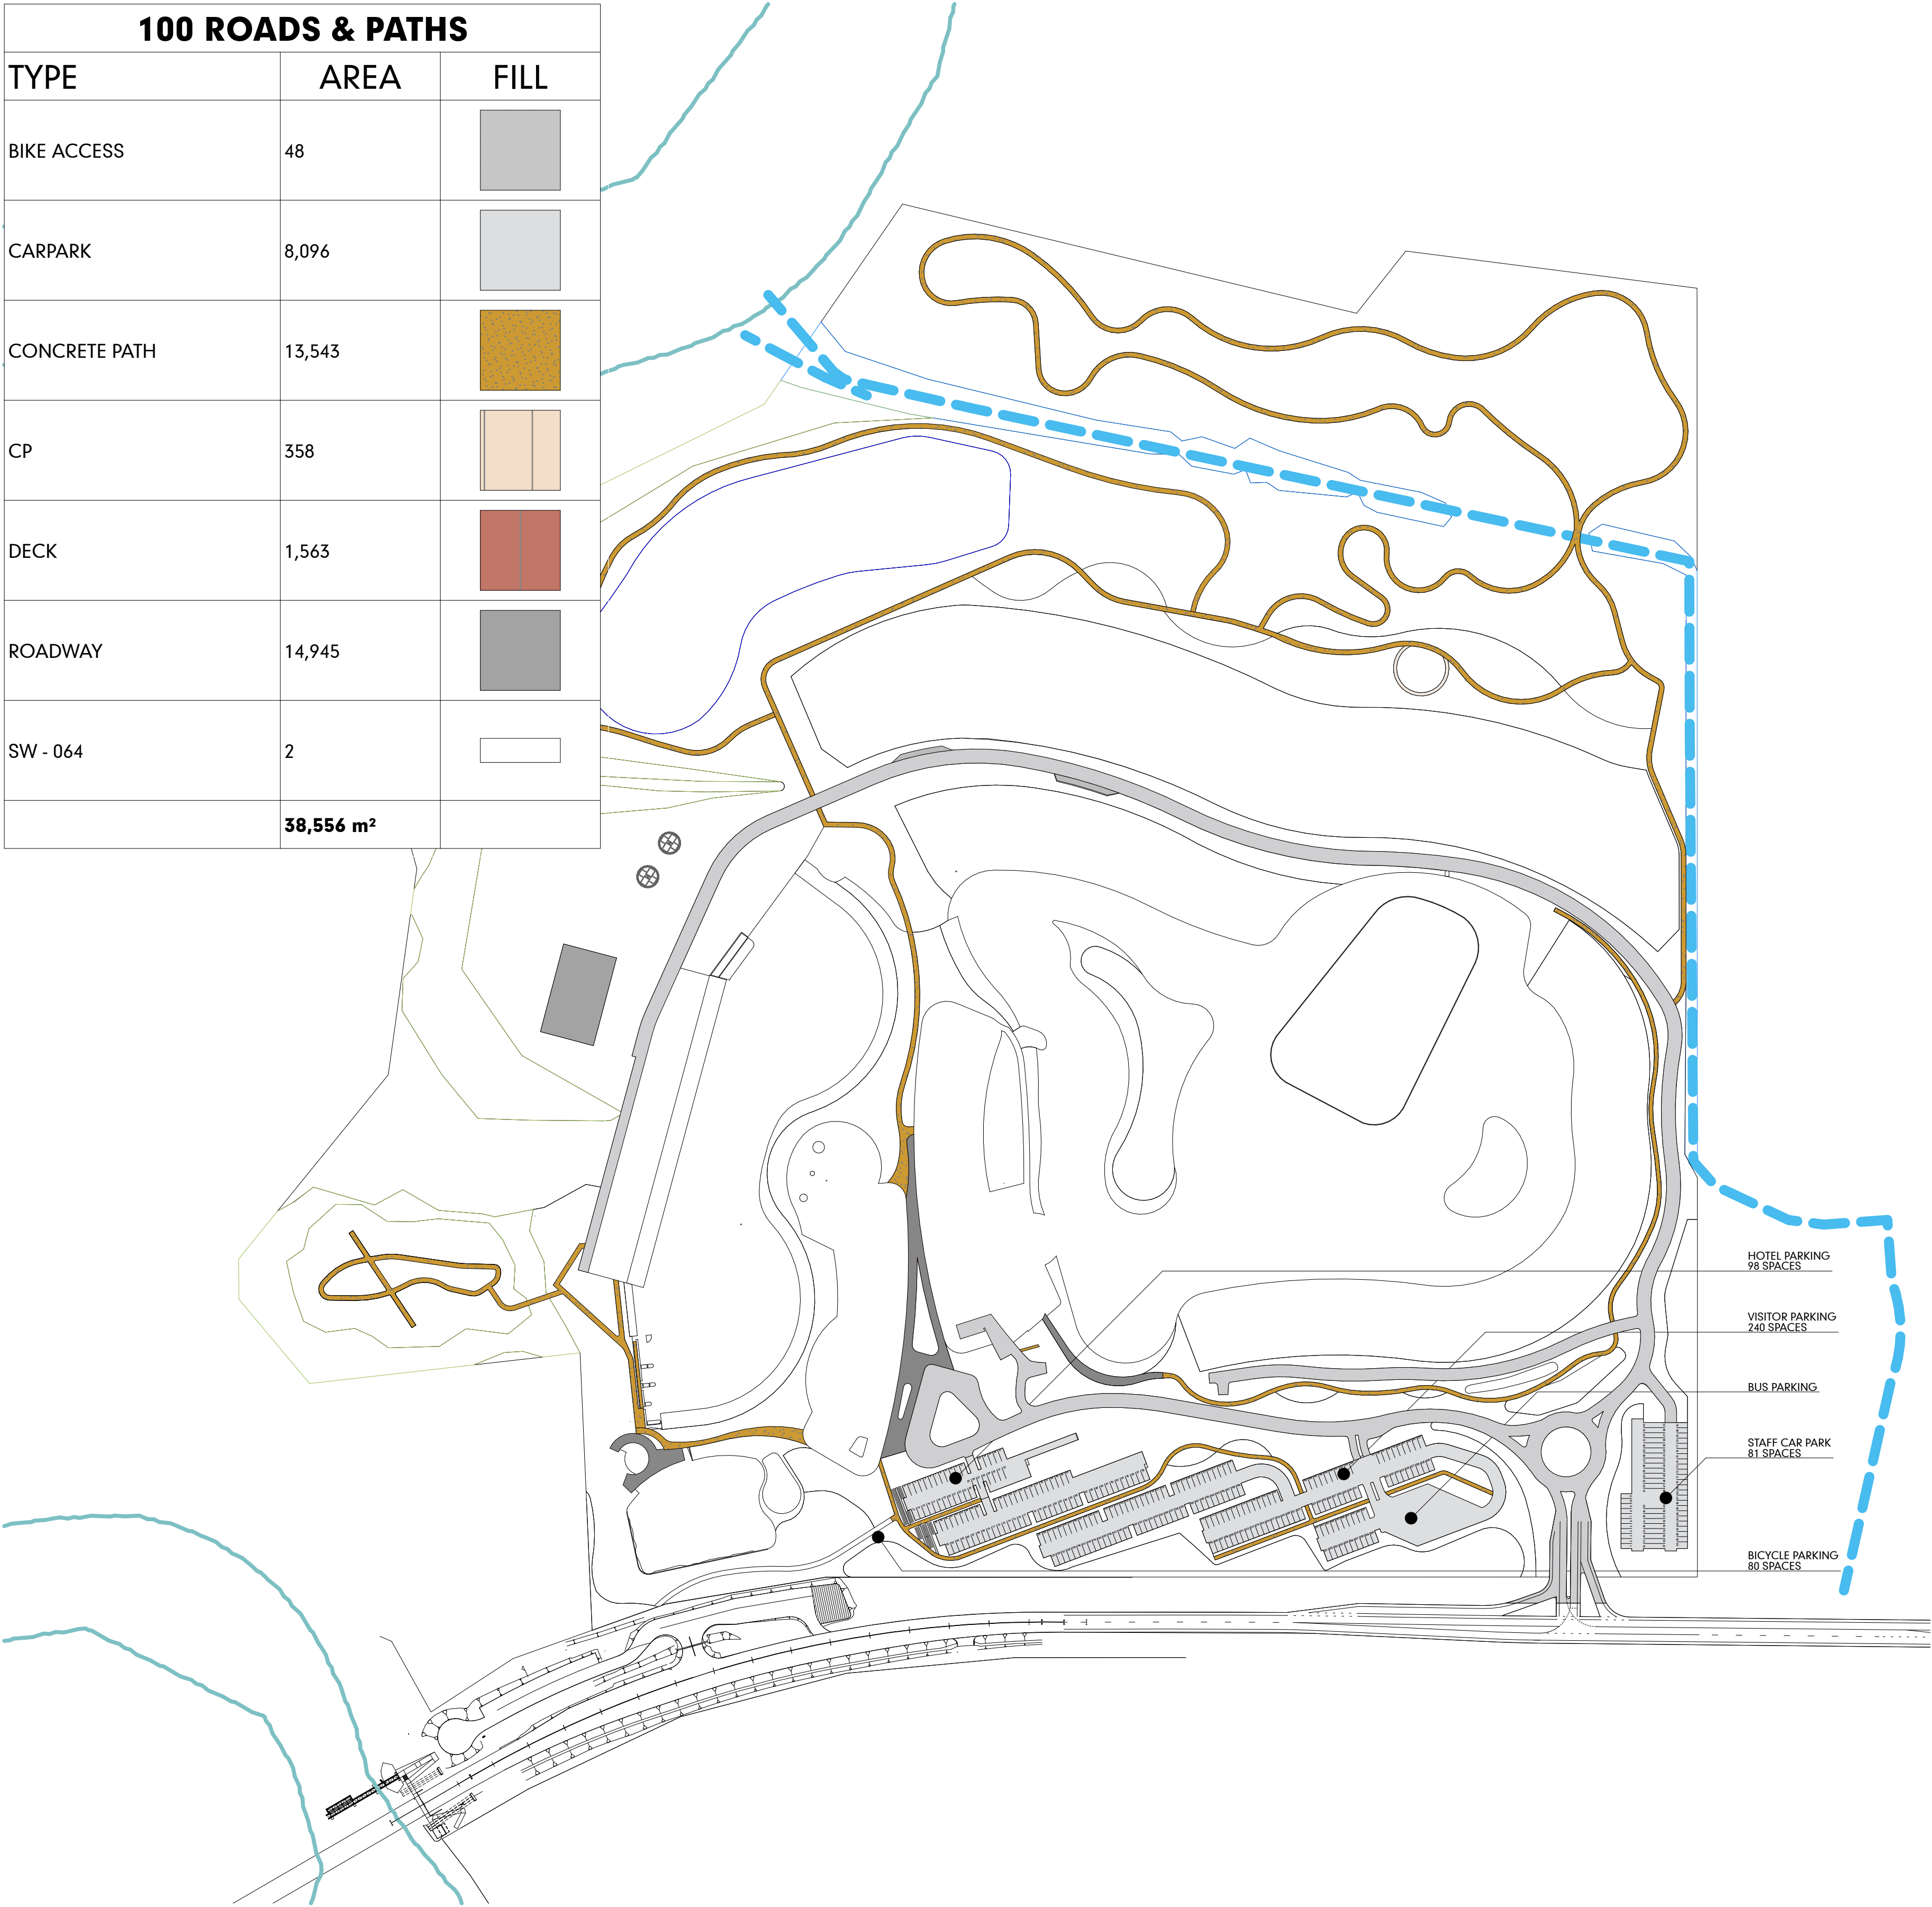 100 ROADS & PATHS
TYPE AREA FILL
BIKE ACCESS 48
CARPARK 8,096
CONCRETE PATH 13,543
CP 358
DECK 1,563
ROADWAY 14,945
SW - 064 2
38,556 m²
HOTEL PARKING
98 SPACES
VISITOR PARKING
240 SPACES
BUS PARKING
STAFF CAR PARK
81 SPACES
BICYCLE PARKING
80 SPACES